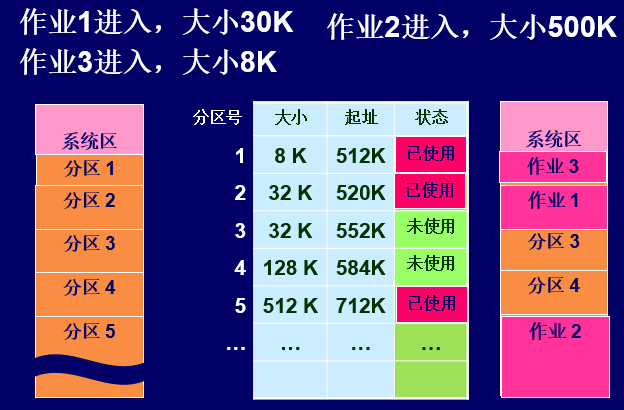 作业1进入，大小30K
作业2进入，大小500K
作业3进入，大小8K
系统区
分区 1
分区 2
分区 3
分区 4
分区 5
分区号 大小 起址 状态
1 8 K 512K 已使用
2 32 K 520K 已使用
3 32 K 552K 未使用
4 128 K 584K 未使用
5 512 K 712K 已使用
… … … …
系统区
作业 3
作业 1
分区 3
分区 4
作业 2